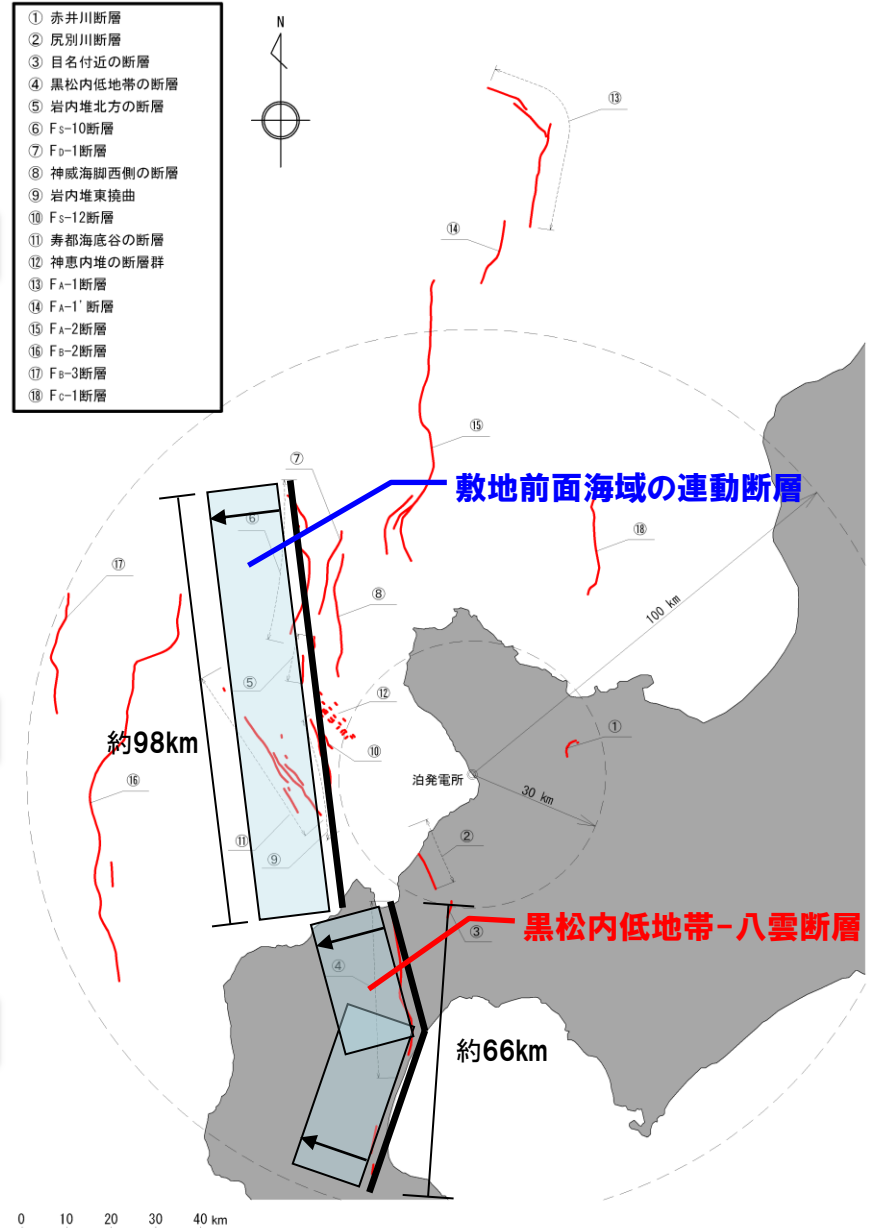 ① 赤井川断層
② 尻別川断層
③ 目名付近の断層
④ 黒松内低地帯の断層
⑤ 岩内堆北方の断層
⑥ Fs-10断層
⑦ FD-1断層
⑧ 神威海脚西側の断層
⑨ 岩内堆東撓曲
⑩ Fs-12断層
⑪ 寿都海底谷の断層
⑫ 神恵内堆の断層群
⑬ FA-1断層
⑭ FA-1'断層
⑮ FA-2断層
⑯ FB-2断層
⑰ FB-3断層
⑱ FC-1断層
N
⑬
⑭
⑮
⑦
敷地前面海域の連動断層
⑥
⑱
⑰
⑧
100 km
⑤
⑫
①
約98km
⑩
⑯
泊発電所
30 km
②
⑪
⑨
黒松内低地帯-八雲断層
③
④
約66km
0 10 20 30 40 km